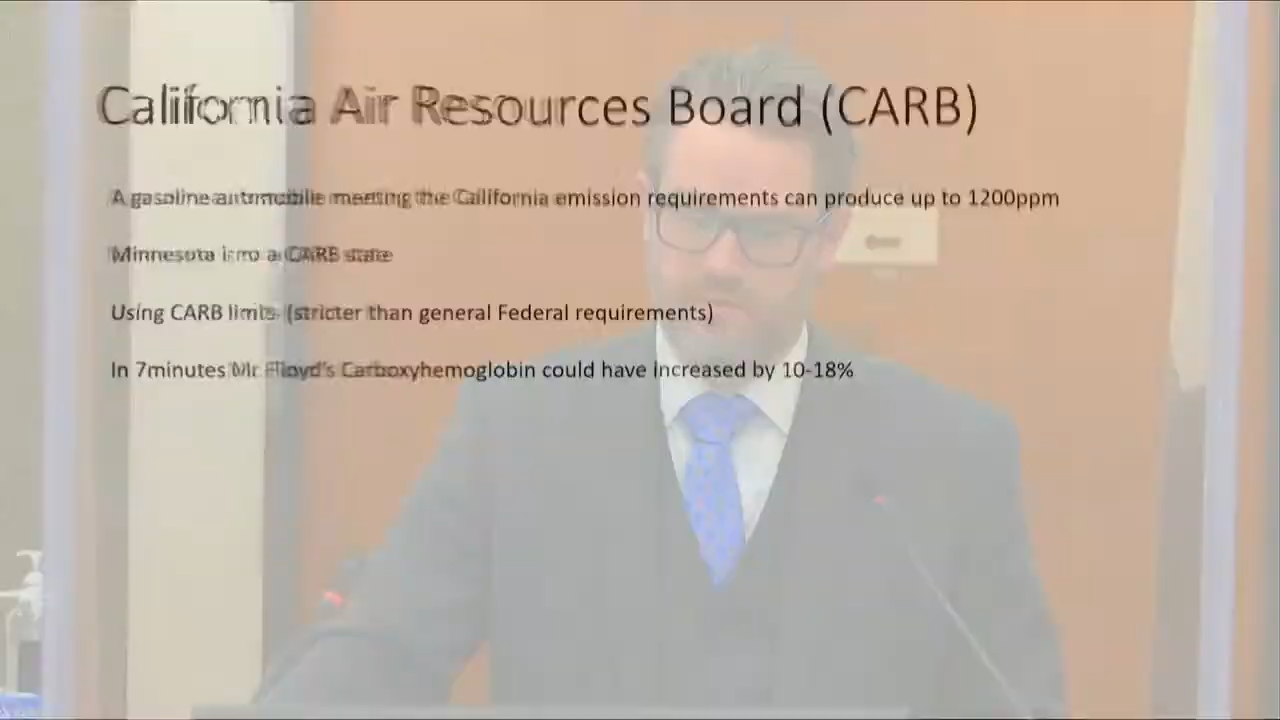 California Air Resources Board (CARB)
A gasoline automobile meeting the California emission requirements can produce up to 1200ppm
Minnesota is no a CARB state
Using CARB limits (stricter than general Federal requirements)
In 7minutes Mr Floyd's Carboxyhemoglobin could have increased by 10-18%